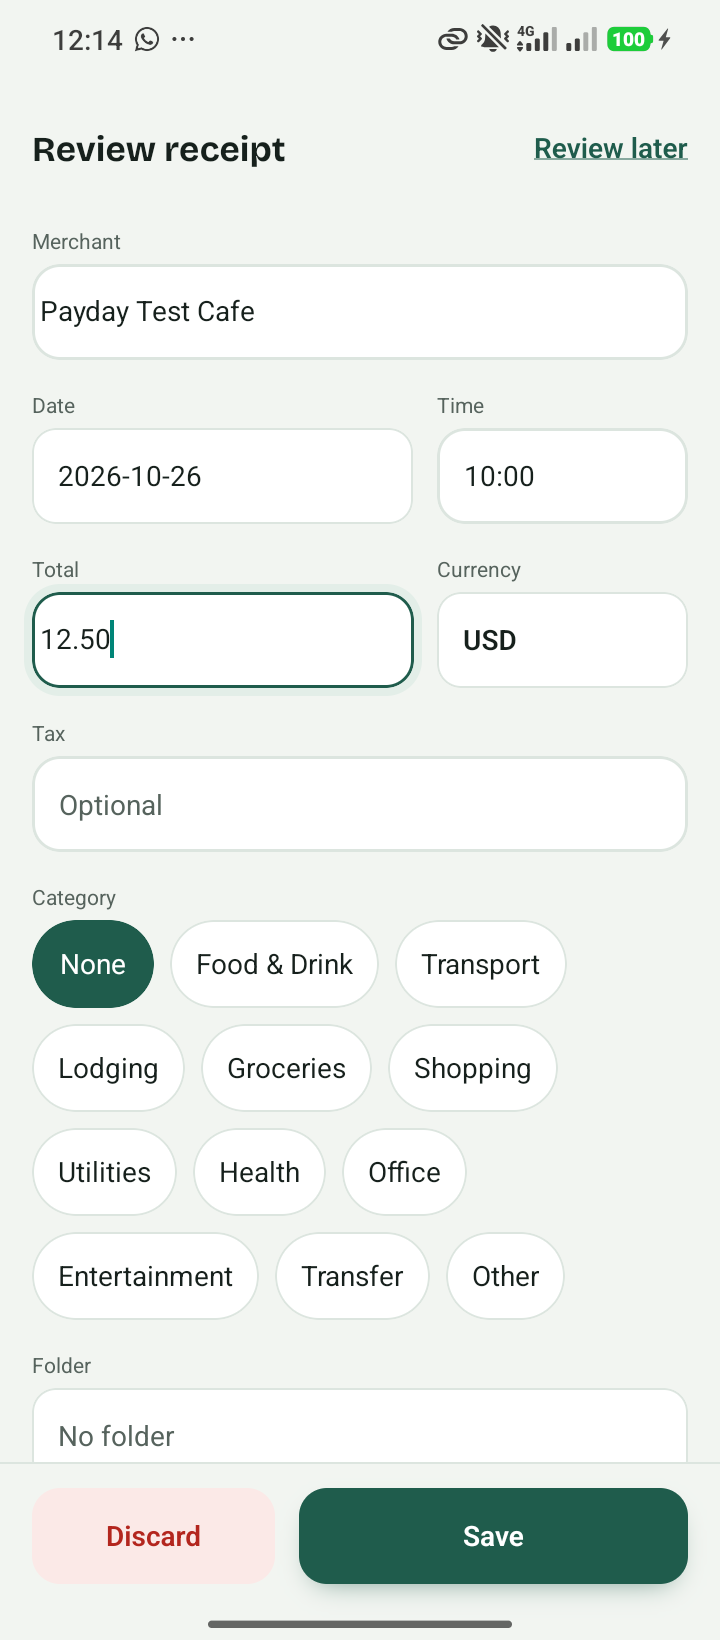 12:14
4G
100
Review receipt
Review later
Merchant
Payday Test Cafe
Date
Time
2026-10-26
10:00
Total
Currency
12.50
USD
Tax
Optional
Category
None
Food & Drink
Transport
Lodging
Groceries
Shopping
Utilities
Health
Office
Entertainment
Transfer
Other
Folder
No folder
Discard
Save